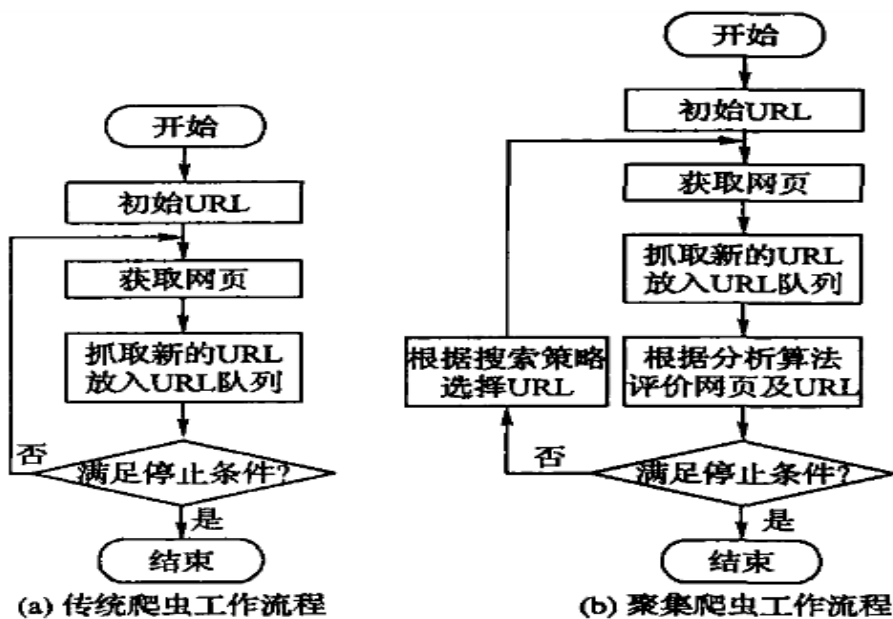 开始
初始URL
获取网页
抓取新的URL
放入URL队列
否
满足停止条件?
是
结束
(a) 传统爬虫工作流程
开始
初始URL
获取网页
抓取新的URL
放入URL队列
根据搜索策略
选择URL
根据分析算法
评价网页及URL
否
满足停止条件?
是
结束
(b) 聚集爬虫工作流程